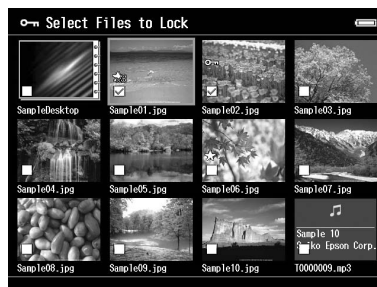 Select Files to Lock
SampleDesktop Sample01.jpg Sample02.jpg Sample03.jpg
Sample04.jpg Sample05.jpg Sample06.jpg Sample07.jpg
Sample 10
Epson Corp.
Sample08.jpg Sample09.jpg Sample10.jpg T0000009.mp3